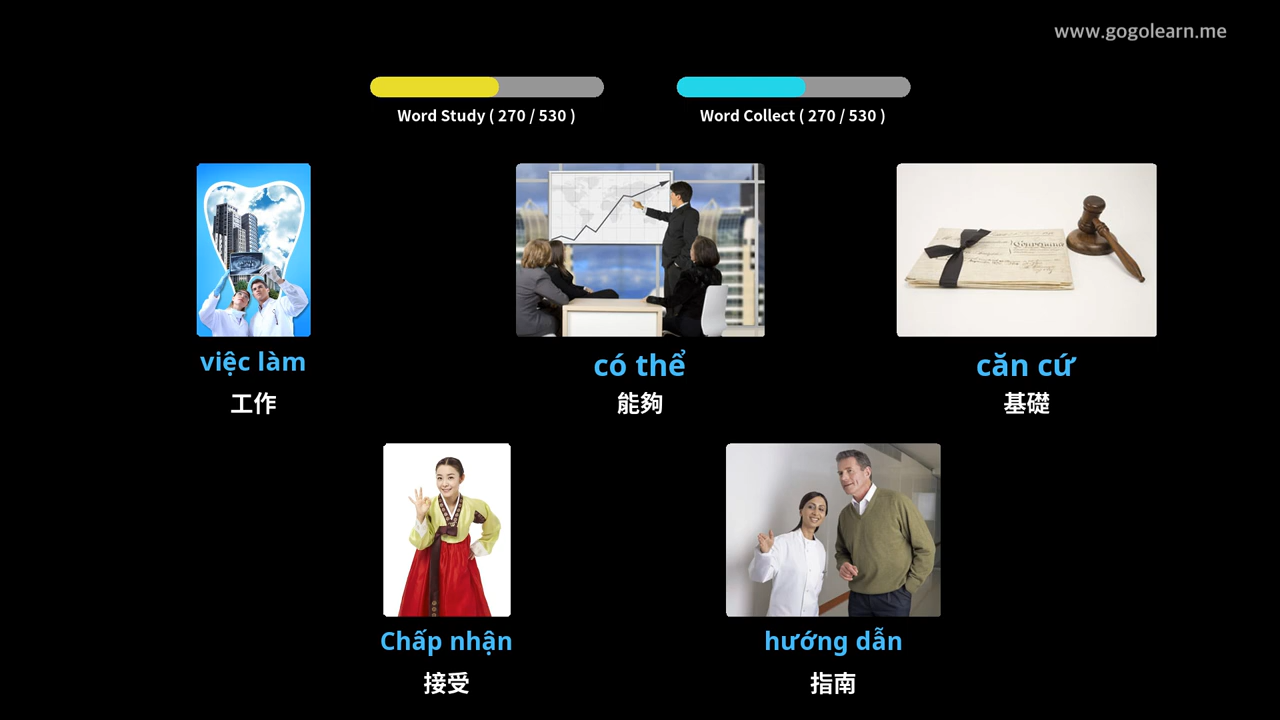 www.gogolearn.me
Word Study ( 270 / 530 )
Word Collect ( 270 / 530 )
việc làm
工作
có thể
能夠
căn cứ
基礎
Chấp nhận
接受
hướng dẫn
指南